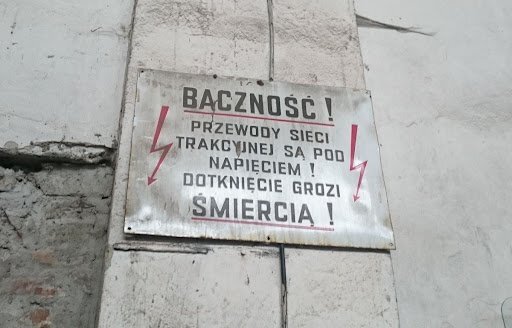 BACZNOŚĆ !
PRZEWODY SIECI
TRAKCYJNEJ SĄ POD
NAPIĘCIEM !
DOTKNIĘCIE GROZI
ŚMIERCIĄ !